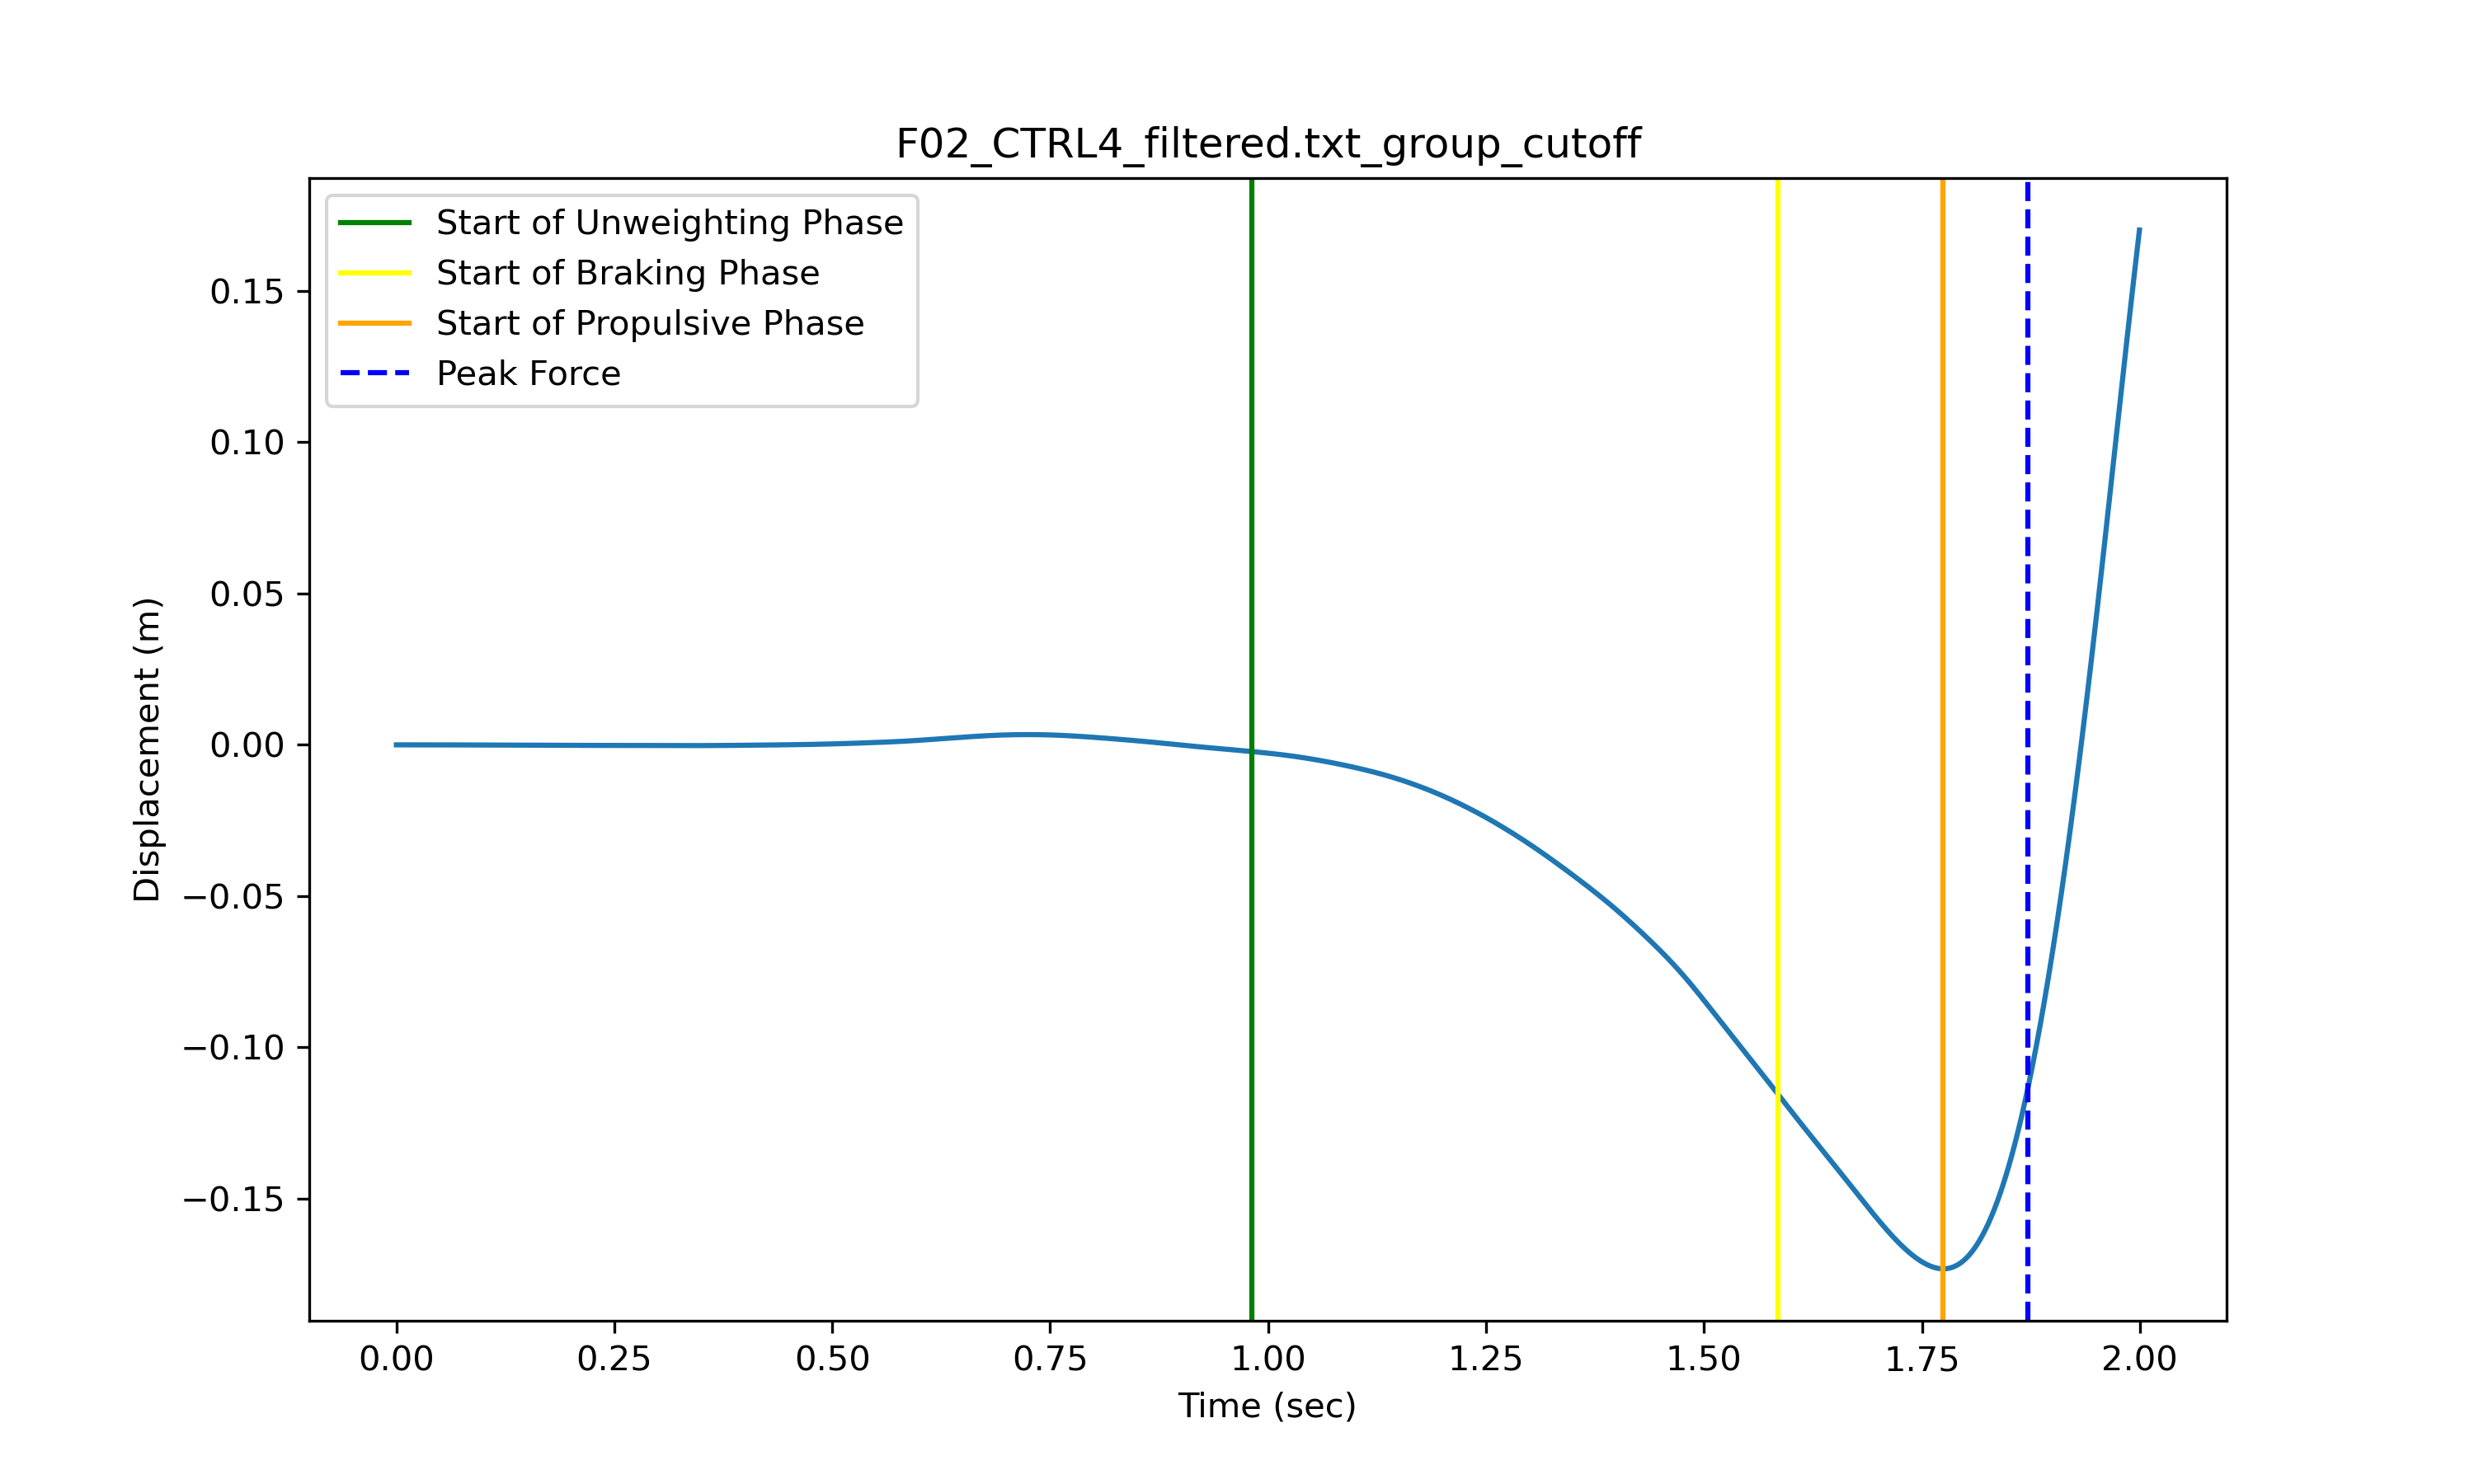 F02_CTRL4_filtered.txt_group_cutoff
Start of Unweighting Phase
Start of Braking Phase
Start of Propulsive Phase
Peak Force
0.15
0.10
0.05
0.00
−0.05
−0.10
−0.15
Displacement (m)
0.00 0.25 0.50 0.75 1.00 1.25 1.50 1.75 2.00
Time (sec)